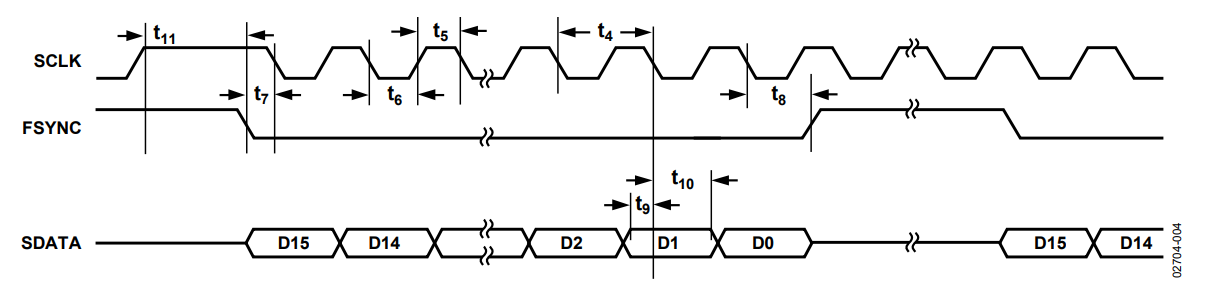 t11
t5
t4
SCLK
t7
t6
t8
FSYNC
t10
t9
SDATA
D15
D14
D2
D1
D0
D15
D14
02704-004